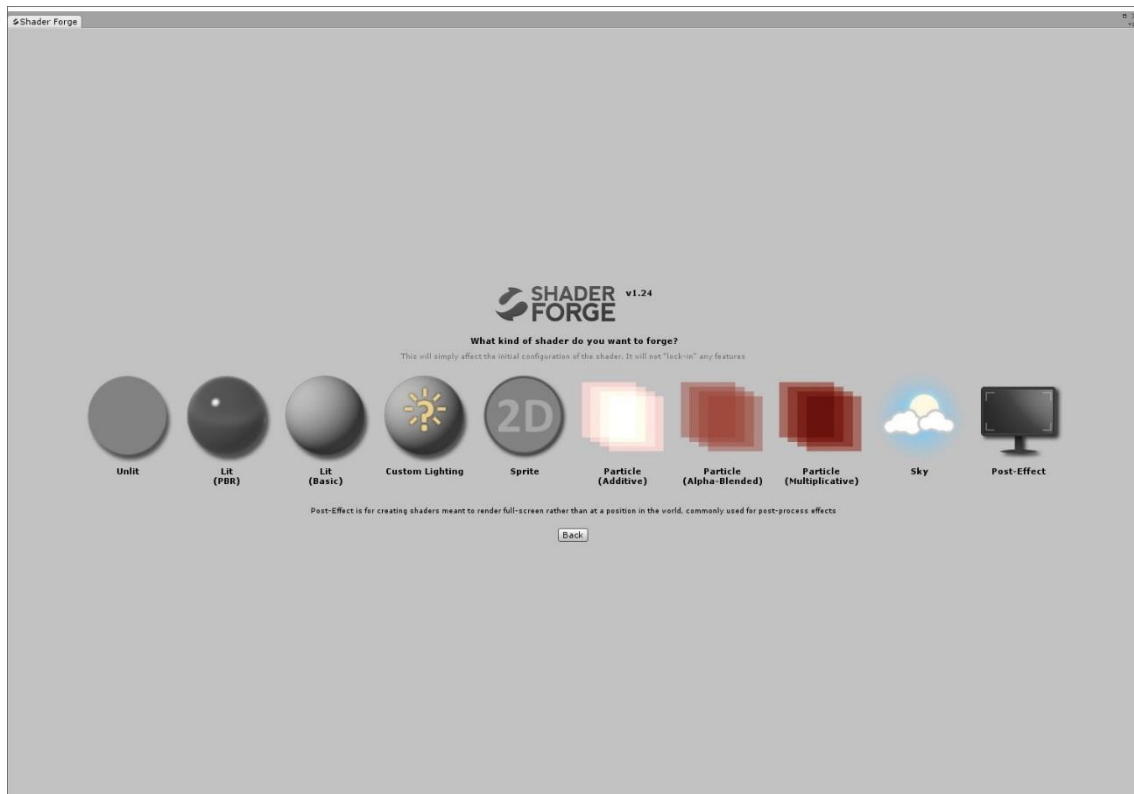 Shader Forge
SHADER
FORGE
v1.24
What kind of shader do you want to forge?
This will simply affect the initial configuration of the shader. It will not "lock-in" any features
2D
Unlit
Lit
(PBR)
Lit
(Basic)
Custom Lighting
Sprite
Particle
(Additive)
Particle
(Alpha-Blended)
Particle
(Multiplicative)
Sky
Post-Effect
Post-Effect is for creating shaders meant to render full-screen rather than at a position in the world, commonly used for post-process effects
Back